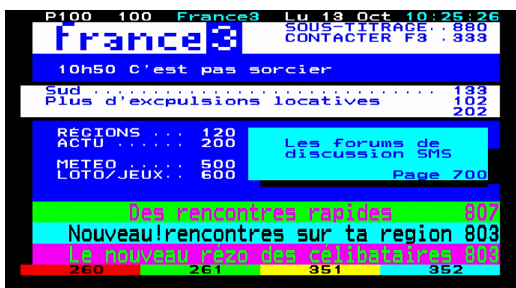 P100 100 France3 Lu 13 Oct 10:25:26
France 3
SOUS-TITRAGE..880
CONTACTER F3 .333
10h50 C'est pas sorcier
Sud .............................. 133
Plus d'excpulsions locatives 102
202
RÉGIONS ... 120
ACTU ...... 200
METEO ..... 500
LOTO/JEUX.. 600
Les forums de
discussion SMS
Page 700
Des rencontres rapides 807
Nouveau!rencontres sur ta region 803
Le nouveau rézo des célibataires 803
260 261 351 352